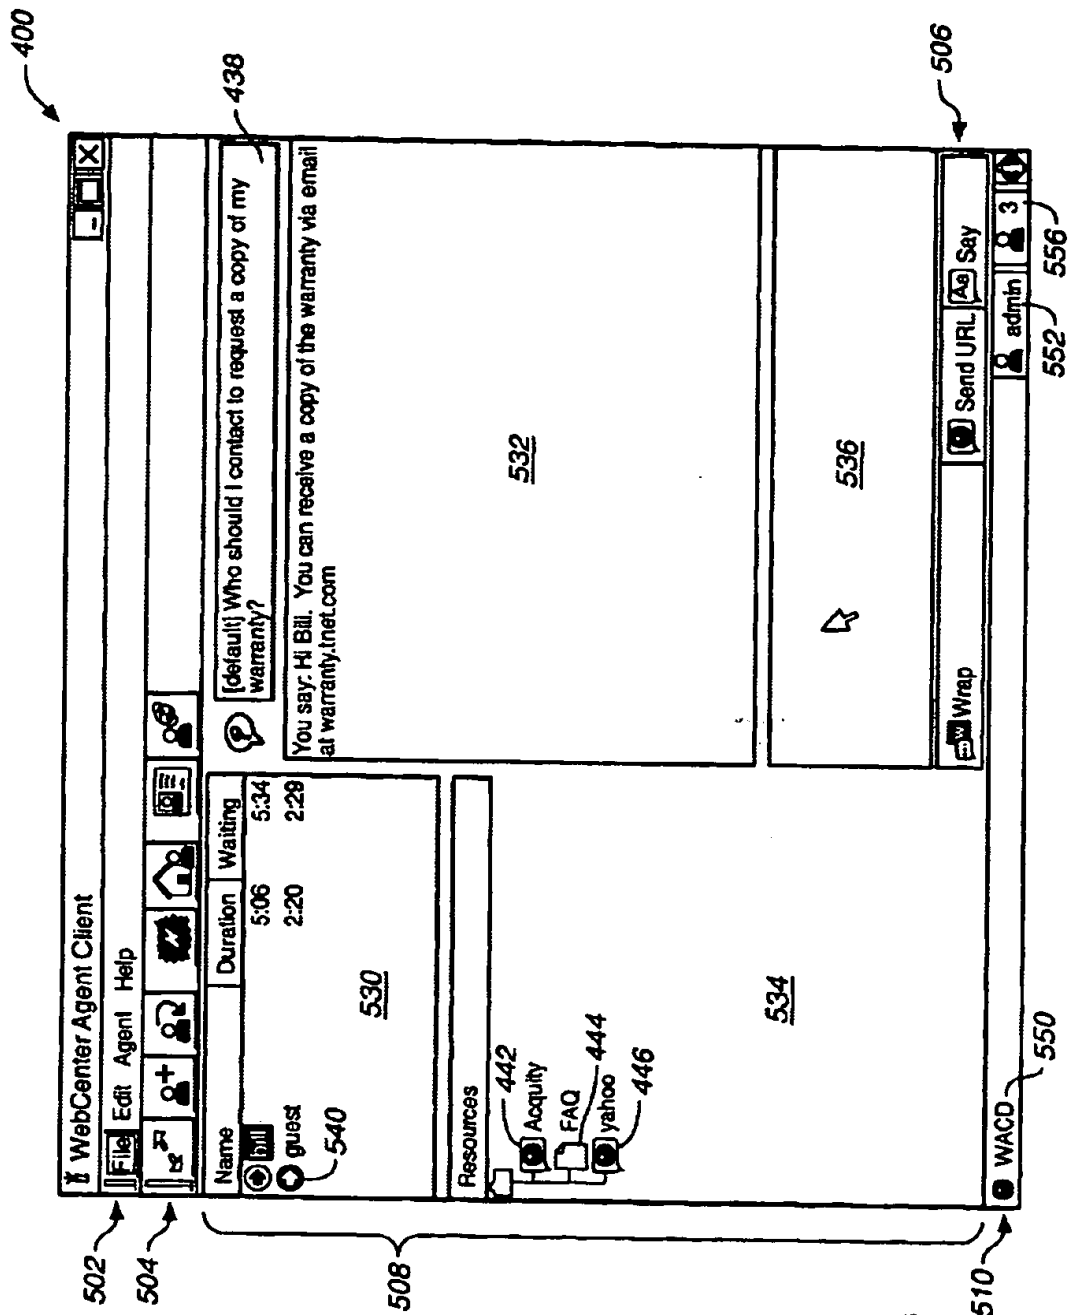 400
WebCenter Agent Client
502
File Edit Agent Help
504
Name Duration Waiting
bill 5:06 5:34
guest 2:20 2:29
540
530
[default] Who should I contact to request a copy of my
warranty?
438
You say: Hi Bill. You can receive a copy of the warranty via email
at warranty.tnet.com
532
508
Resources
442
Acquity
444
FAQ
446
yahoo
534
536
Wrap Send URL Aa Say
506
510
WACD
550
admin
552
3
556